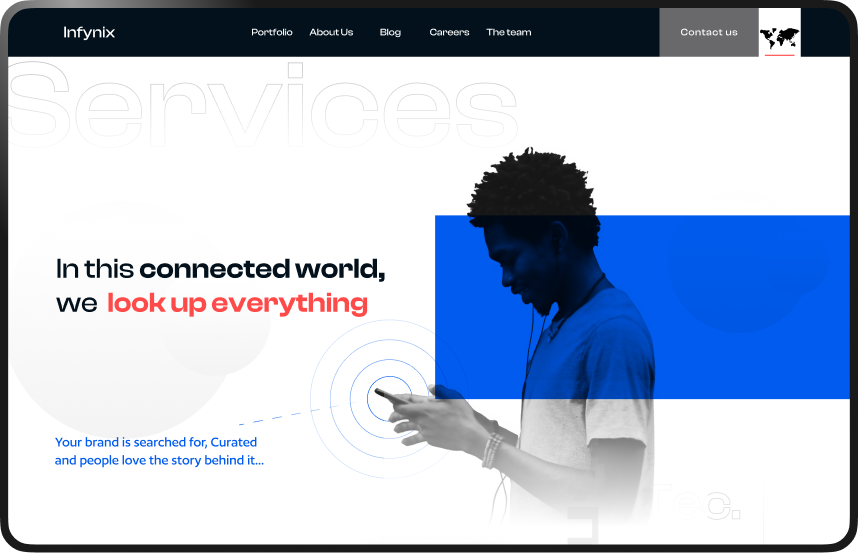 Infynix
Portfolio About Us Blog Careers The team
Contact us
Services
In this connected world,
we look up everything
Your brand is searched for, Curated
and people love the story behind it...
Tec.